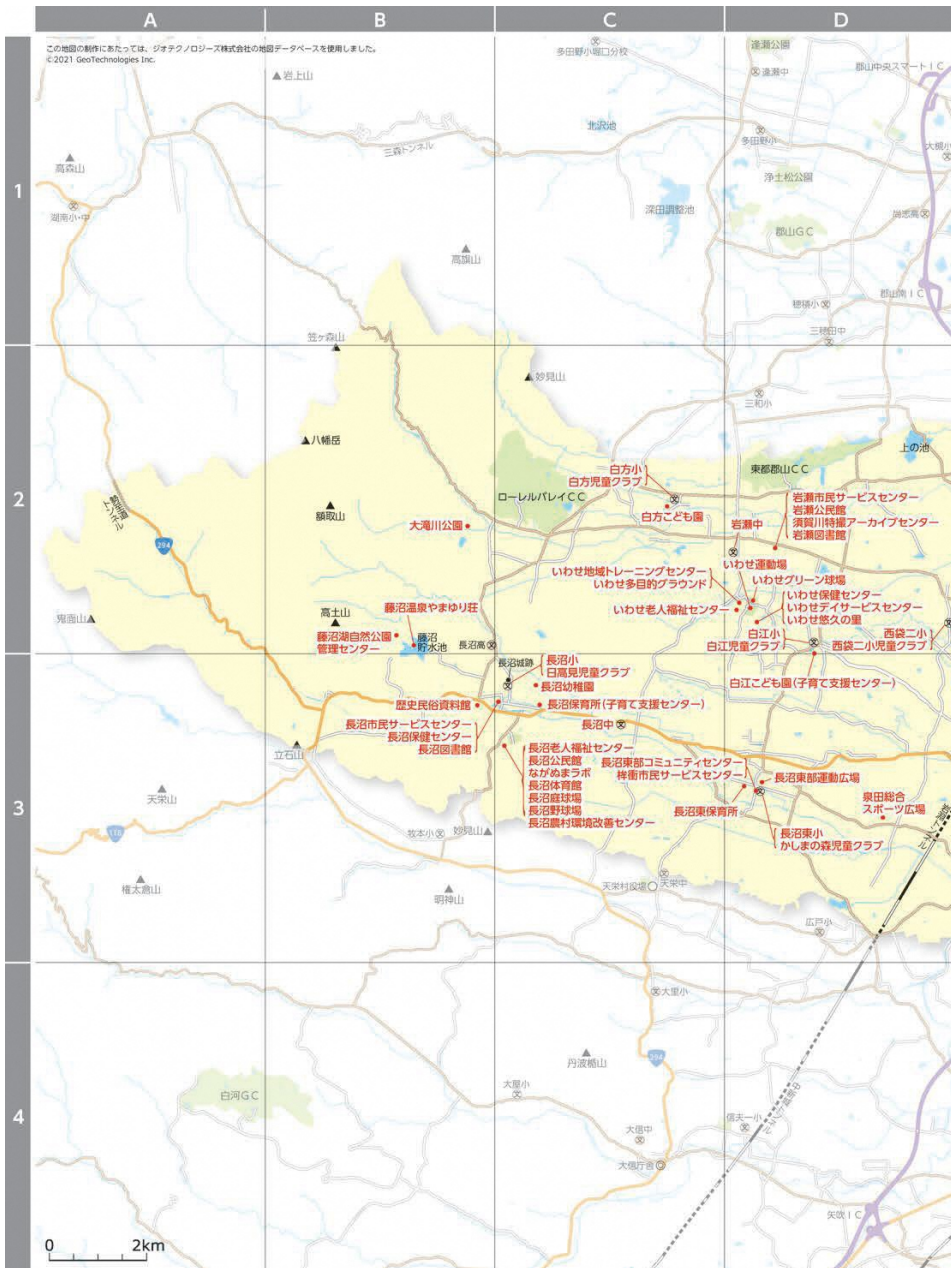 A
B
C
D
この地図の制作にあたっては、ジオテクノロジーズ株式会社の地図データベースを使用しました。
©2021 GeoTechnologies Inc.
1
岩上山
多田野小堀口分校
逢瀬公園
逢瀬中
郡山中央スマートIC
三森トンネル
北沢池
多田野小
大槻小
高森山
湖南小・中
浄土松公園
深田調整池
尚志高
郡山GC
高旗山
郡山南IC
穂積小
三穂田中
笠ヶ森山
2
妙見山
三和小
八幡岳
上の池
東都郡山CC
白方小
白方児童クラブ
ローレルバレイCC
白方こども園
岩瀬市民サービスセンター
岩瀬公民館
須賀川特撮アーカイブセンター
岩瀬図書館
額取山
大滝川公園
岩瀬中
294
いわせ地域トレーニングセンター
いわせ多目的グラウンド
いわせ運動場
いわせグリーン球場
いわせ老人福祉センター
いわせ保健センター
いわせデイサービスセンター
いわせ悠久の里
鬼面山
高土山
藤沼温泉やまゆり荘
藤沼湖自然公園
管理センター
藤沼
貯水池
長沼高
白江小
白江児童クラブ
西袋二小
西袋二小児童クラブ
3
長沼城跡
長沼小
日高見児童クラブ
長沼幼稚園
白江こども園(子育て支援センター)
歴史民俗資料館
長沼保育所(子育て支援センター)
長沼市民サービスセンター
長沼保健センター
長沼図書館
長沼中
立石山
長沼老人福祉センター
長沼公民館
ながぬまラボ
長沼体育館
長沼庭球場
長沼野球場
長沼農村環境改善センター
長沼東部コミュニティセンター
桙衝市民サービスセンター
長沼東部運動広場
長沼東保育所
泉田総合
スポーツ広場
長沼東小
かしまの森児童クラブ
天栄山
118
牧本小
妙見山
権太倉山
明神山
天栄村役場
天栄中
広戸小
4
大里小
丹波楯山
294
白河GC
大屋小
大信中
信夫一小
大信庁舎
矢吹IC
0
2km